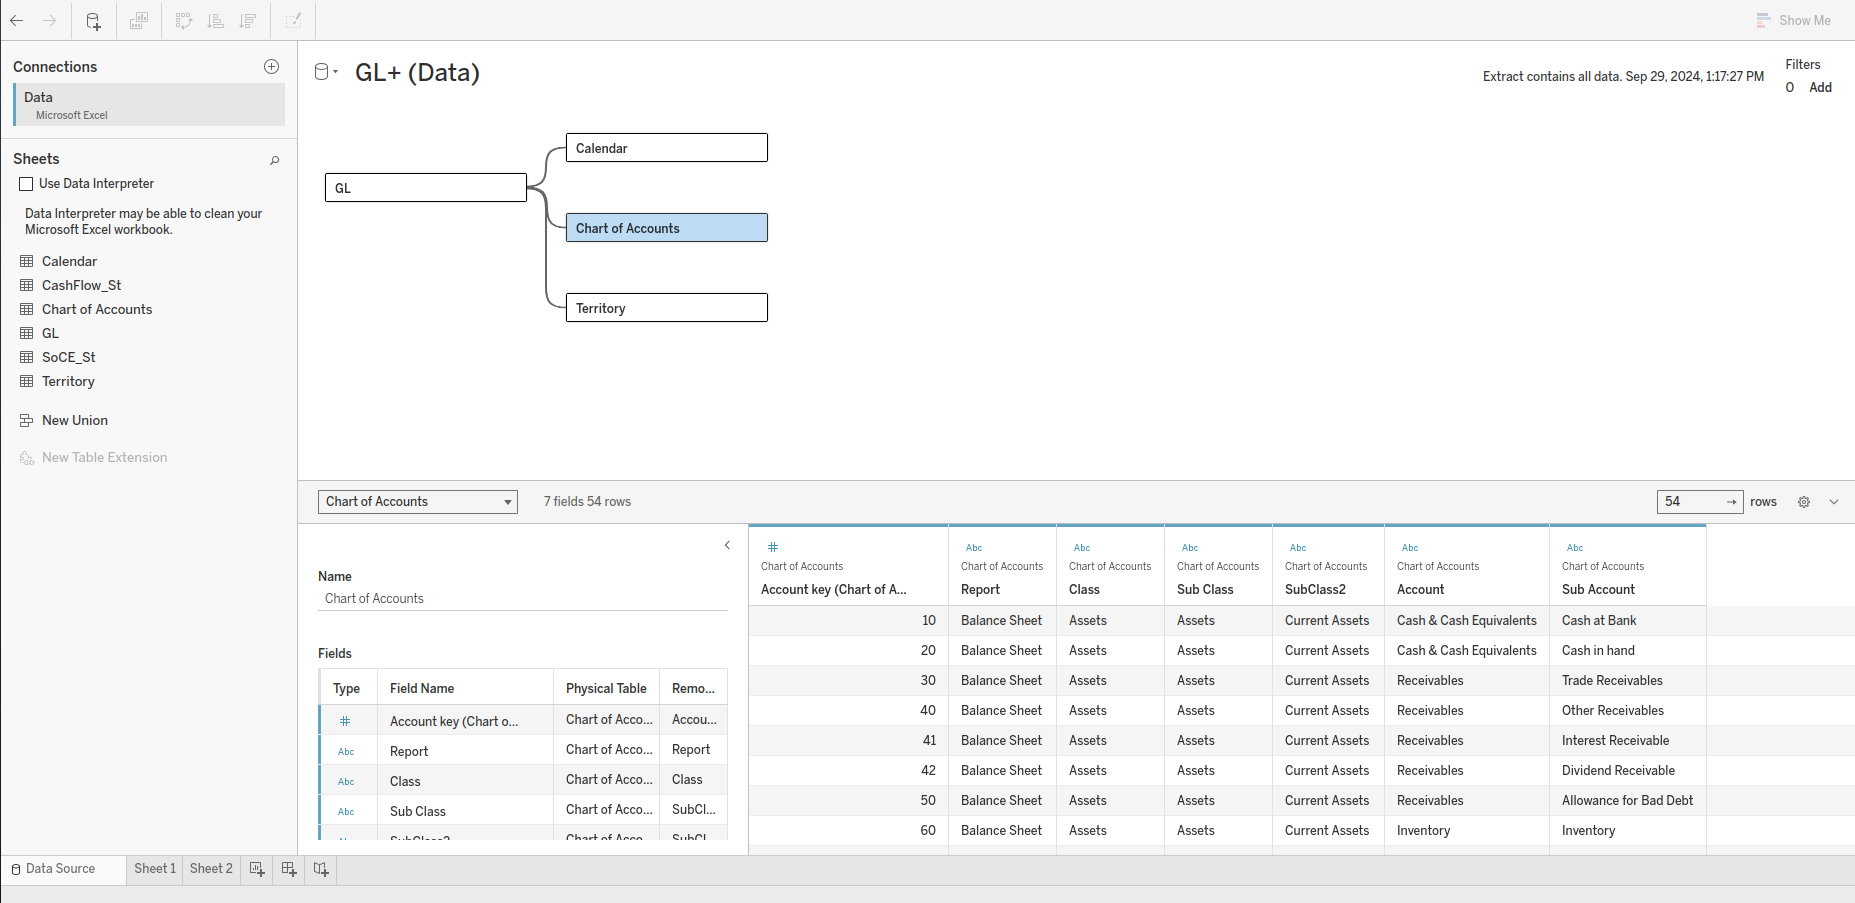 Show Me
Connections
Data
Microsoft Excel
Sheets
Use Data Interpreter
Data Interpreter may be able to clean your
Microsoft Excel workbook.
Calendar
CashFlow_St
Chart of Accounts
GL
SoCE_St
Territory
New Union
New Table Extension
GL+ (Data)
Extract contains all data. Sep 29, 2024, 1:17:27 PM
Filters
0 Add
GL
Calendar
Chart of Accounts
Territory
Chart of Accounts 7 fields 54 rows 54 → rows
Name
Chart of Accounts
Fields
Type Field Name Physical Table Remo...
# Account key (Chart o... Chart of Acco... Accou...
Abc Report Chart of Acco... Report
Abc Class Chart of Acco... Class
Abc Sub Class Chart of Acco... SubCl...
SubClass2 Chart of Acco... SubCl...
# Abc Abc Abc Abc Abc Abc
Chart of Accounts Chart of Accounts Chart of Accounts Chart of Accounts Chart of Accounts Chart of Accounts Chart of Accounts
Account key (Chart of A... Report Class Sub Class SubClass2 Account Sub Account
10 Balance Sheet Assets Assets Current Assets Cash & Cash Equivalents Cash at Bank
20 Balance Sheet Assets Assets Current Assets Cash & Cash Equivalents Cash in hand
30 Balance Sheet Assets Assets Current Assets Receivables Trade Receivables
40 Balance Sheet Assets Assets Current Assets Receivables Other Receivables
41 Balance Sheet Assets Assets Current Assets Receivables Interest Receivable
42 Balance Sheet Assets Assets Current Assets Receivables Dividend Receivable
50 Balance Sheet Assets Assets Current Assets Receivables Allowance for Bad Debt
60 Balance Sheet Assets Assets Current Assets Inventory Inventory
Data Source Sheet 1 Sheet 2